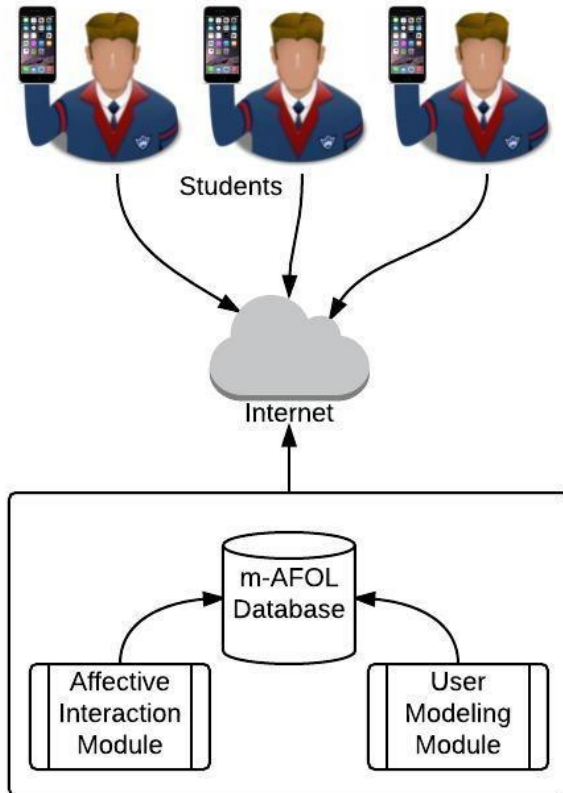 Students
Internet
m-AFOL
Database
Affective
Interaction
Module
User
Modeling
Module